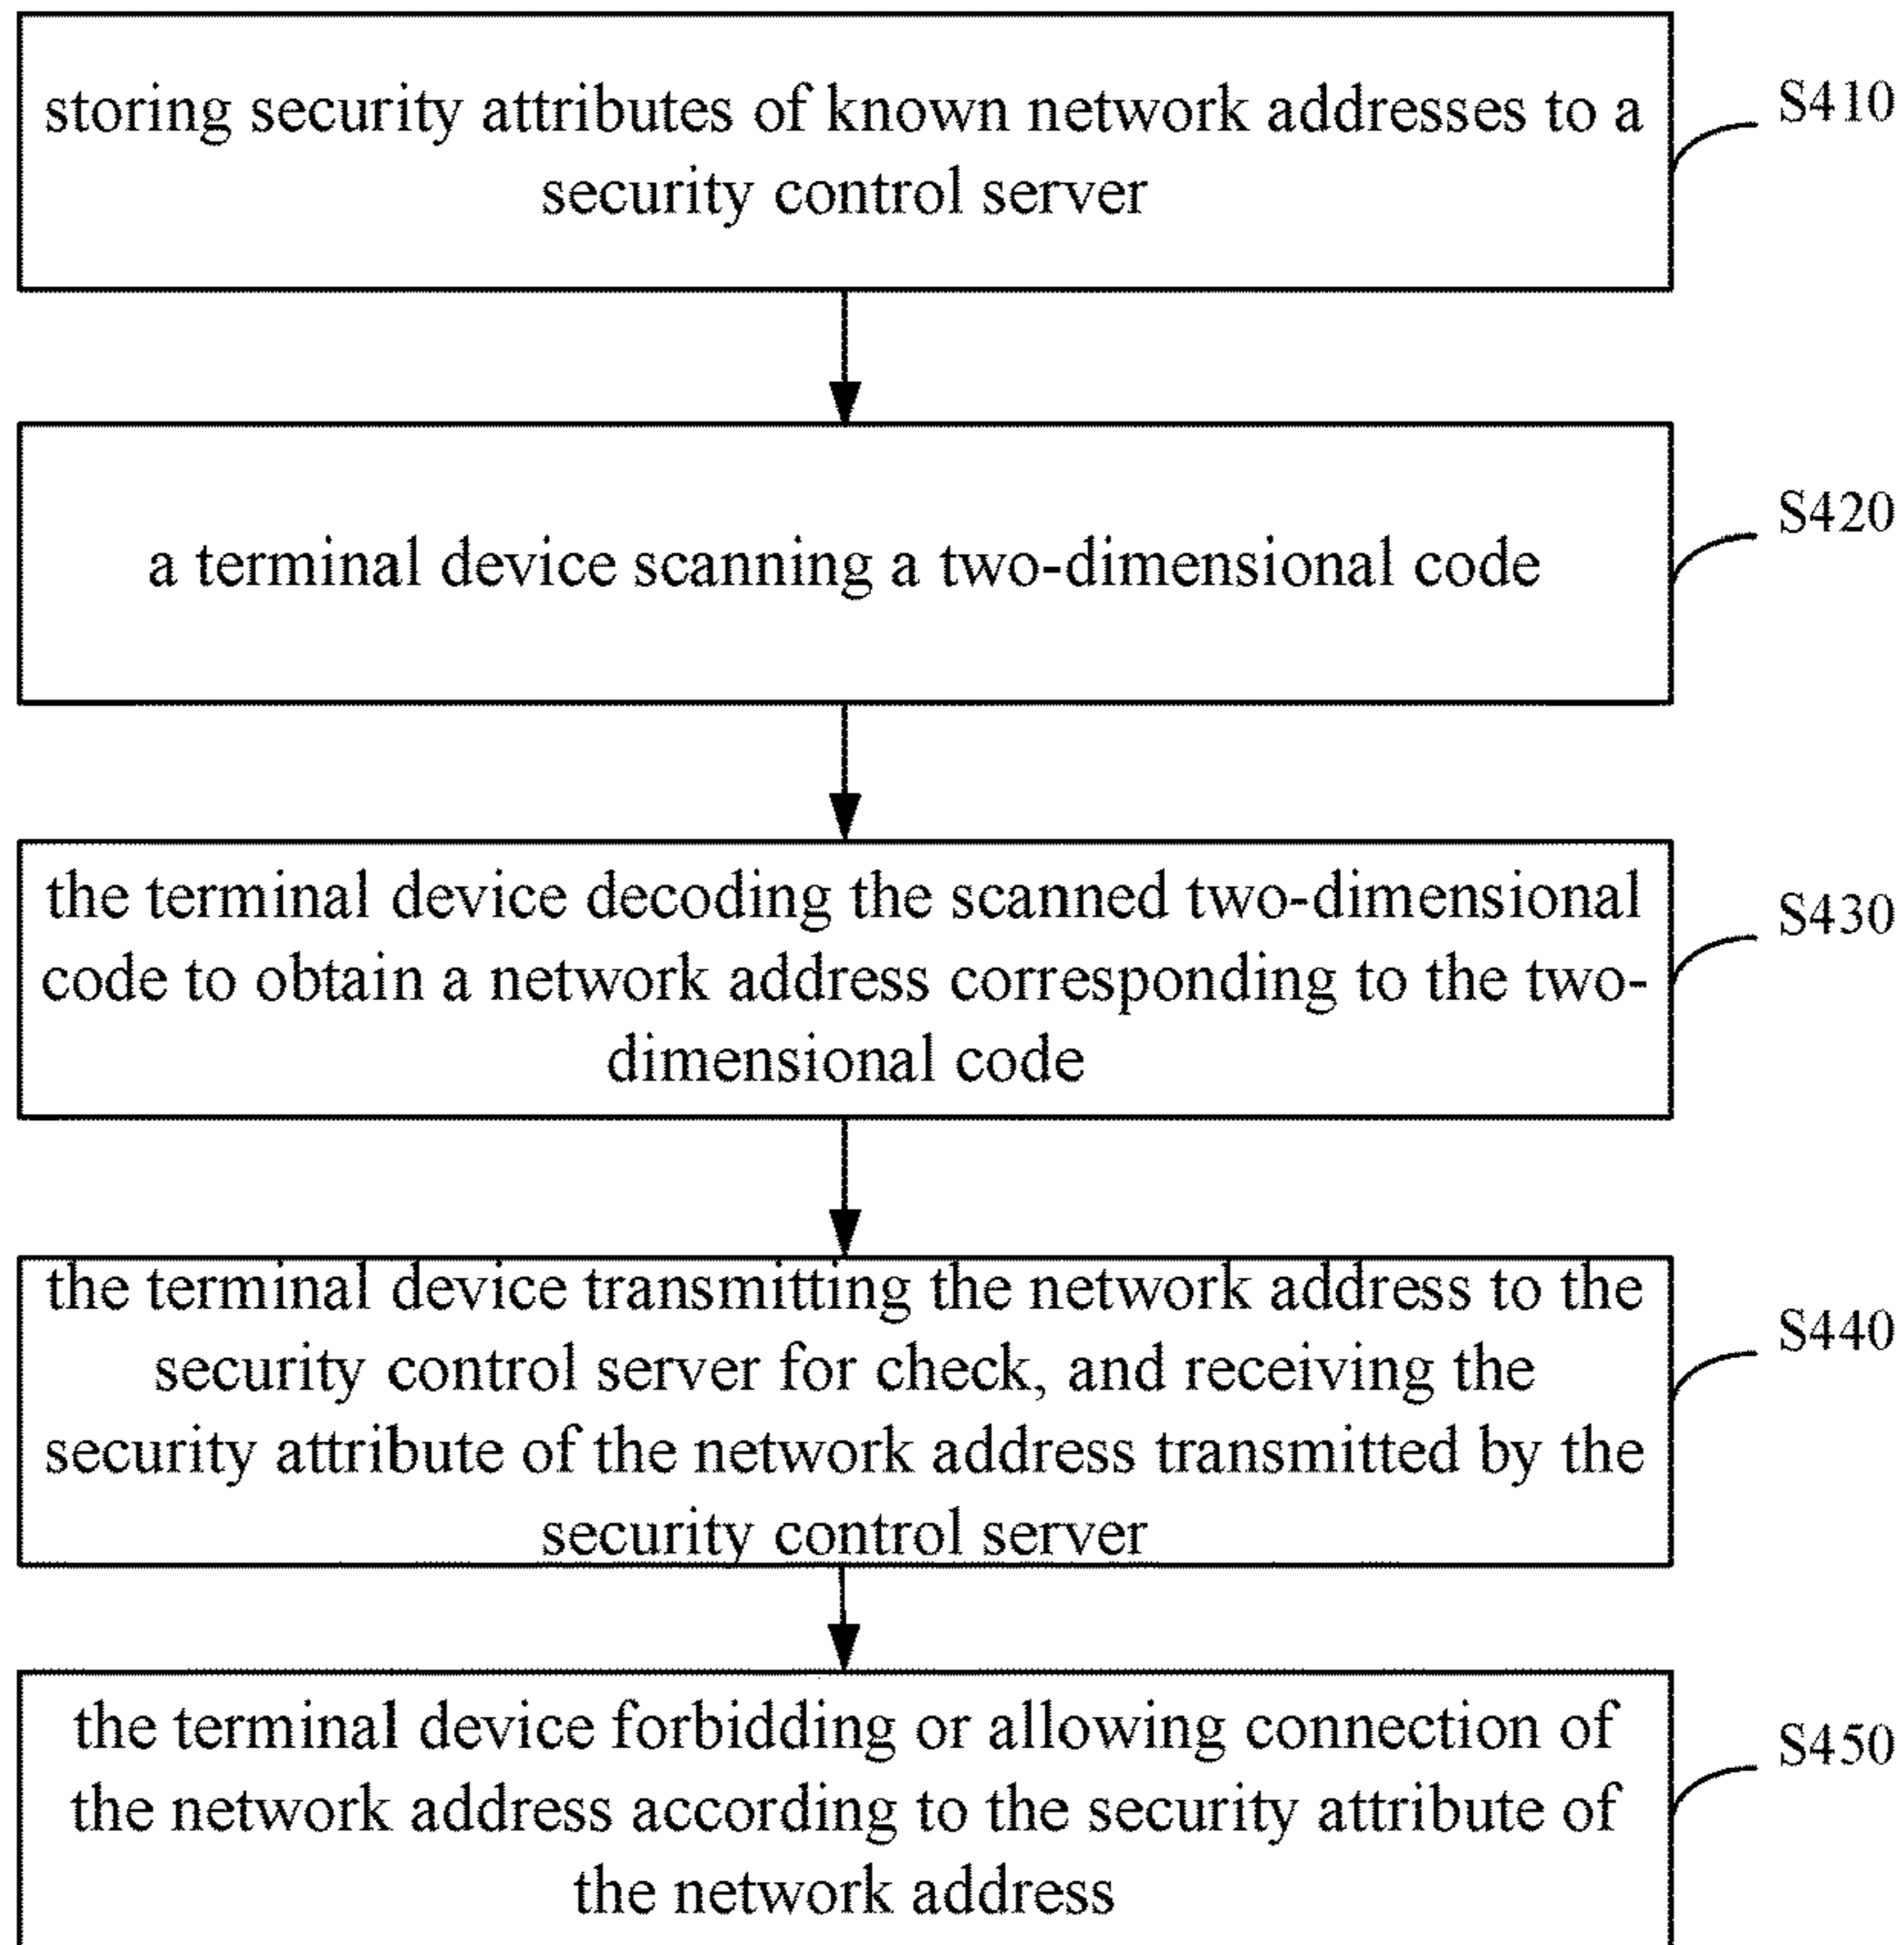 storing security attributes of known network addresses to a
security control server
S410
a terminal device scanning a two-dimensional code
S420
the terminal device decoding the scanned two-dimensional
code to obtain a network address corresponding to the two-
dimensional code
S430
the terminal device transmitting the network address to the
security control server for check, and receiving the
security attribute of the network address transmitted by the
security control server
S440
the terminal device forbidding or allowing connection of
the network address according to the security attribute of
the network address
S450